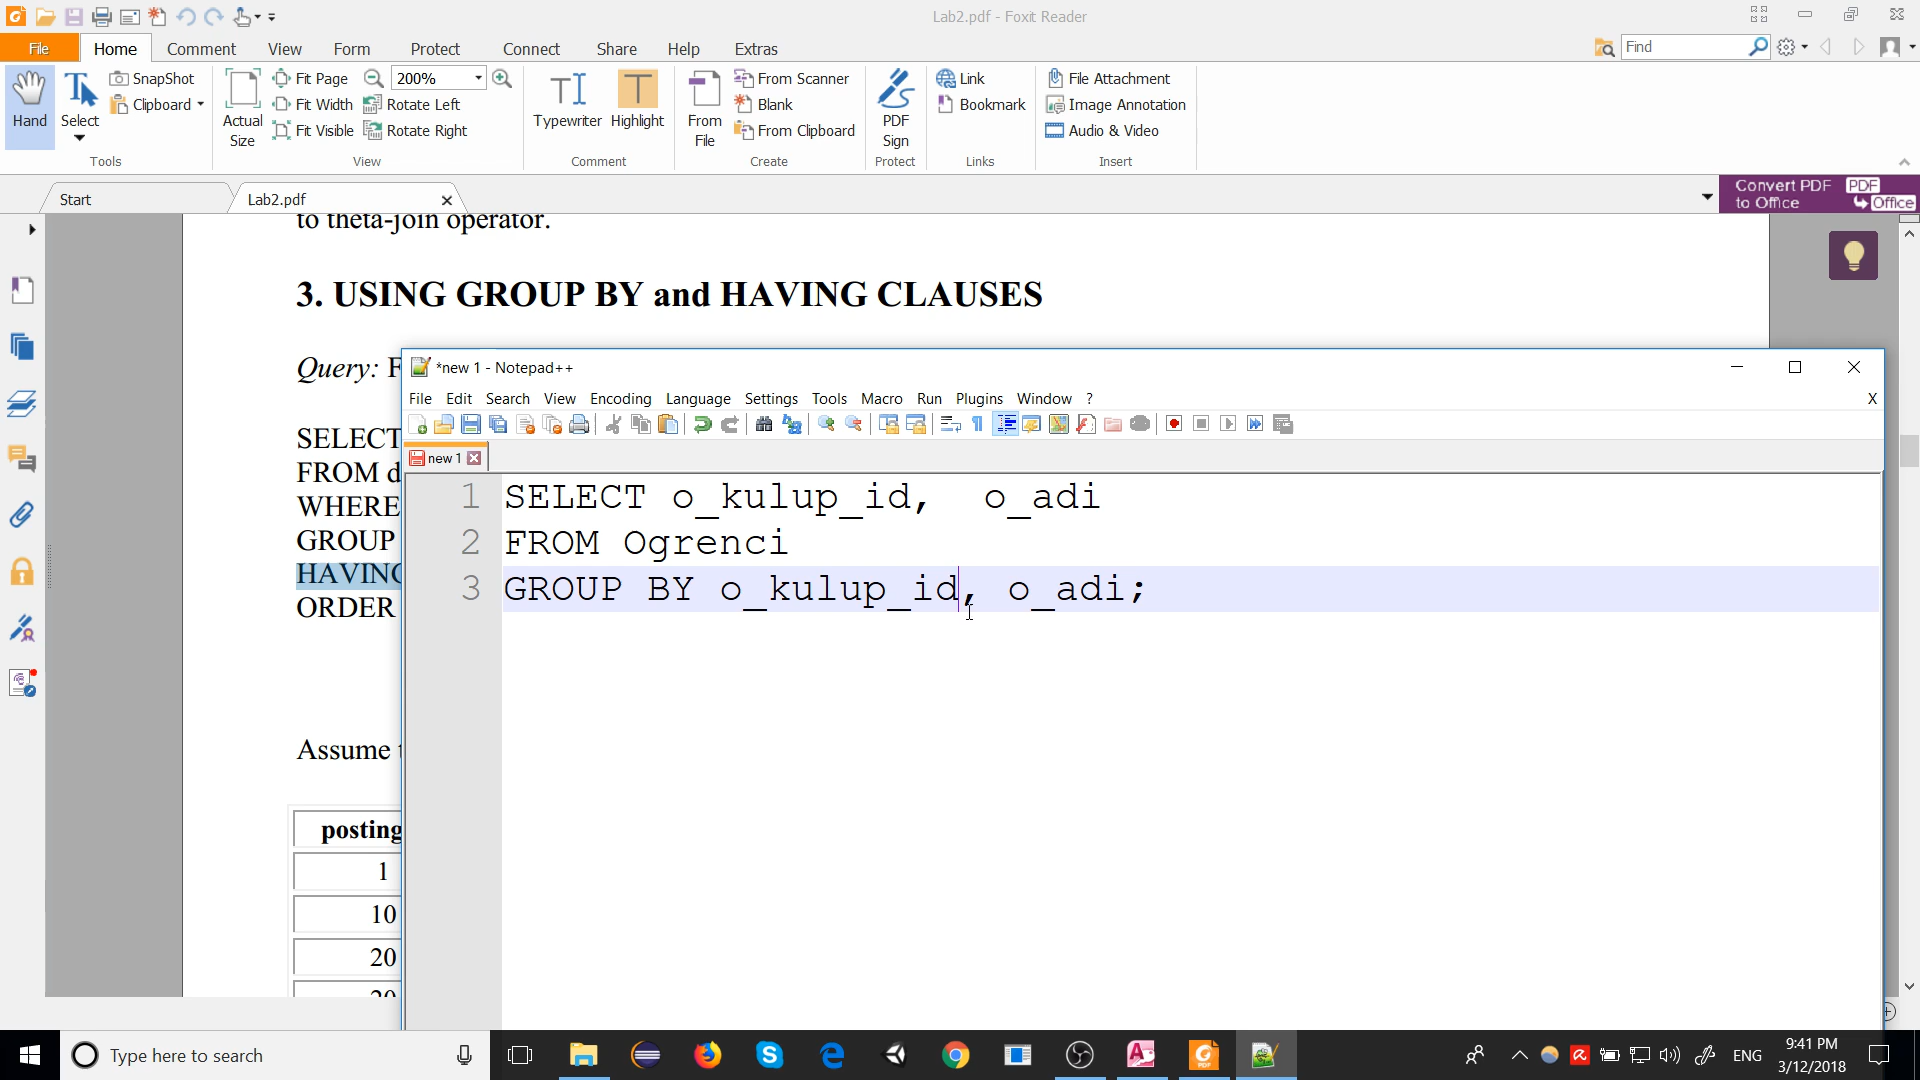 Lab2.pdf - Foxit Reader
File Home Comment View Form Protect Connect Share Help Extras
Find
Hand
Select
SnapShot
Clipboard
Tools
Actual Size
Fit Page
Fit Width
Fit Visible
200%
Rotate Left
Rotate Right
View
Typewriter
Highlight
Comment
From File
From Scanner
Blank
From Clipboard
Create
PDF Sign
Protect
Link
Bookmark
Links
File Attachment
Image Annotation
Audio & Video
Insert
Start
Lab2.pdf
Convert PDF to Office
PDF
Office
to theta-join operator.
3. USING GROUP BY and HAVING CLAUSES
Query: F
SELECT
FROM d
WHERE
GROUP
HAVING
ORDER
Assume t
posting
1
10
20
20
*new 1 - Notepad++
File Edit Search View Encoding Language Settings Tools Macro Run Plugins Window ?
X
new 1
1 SELECT o_kulup_id,  o_adi
2 FROM Ogrenci
3 GROUP BY o_kulup_id, o_adi;
Type here to search
ENG
9:41 PM
3/12/2018